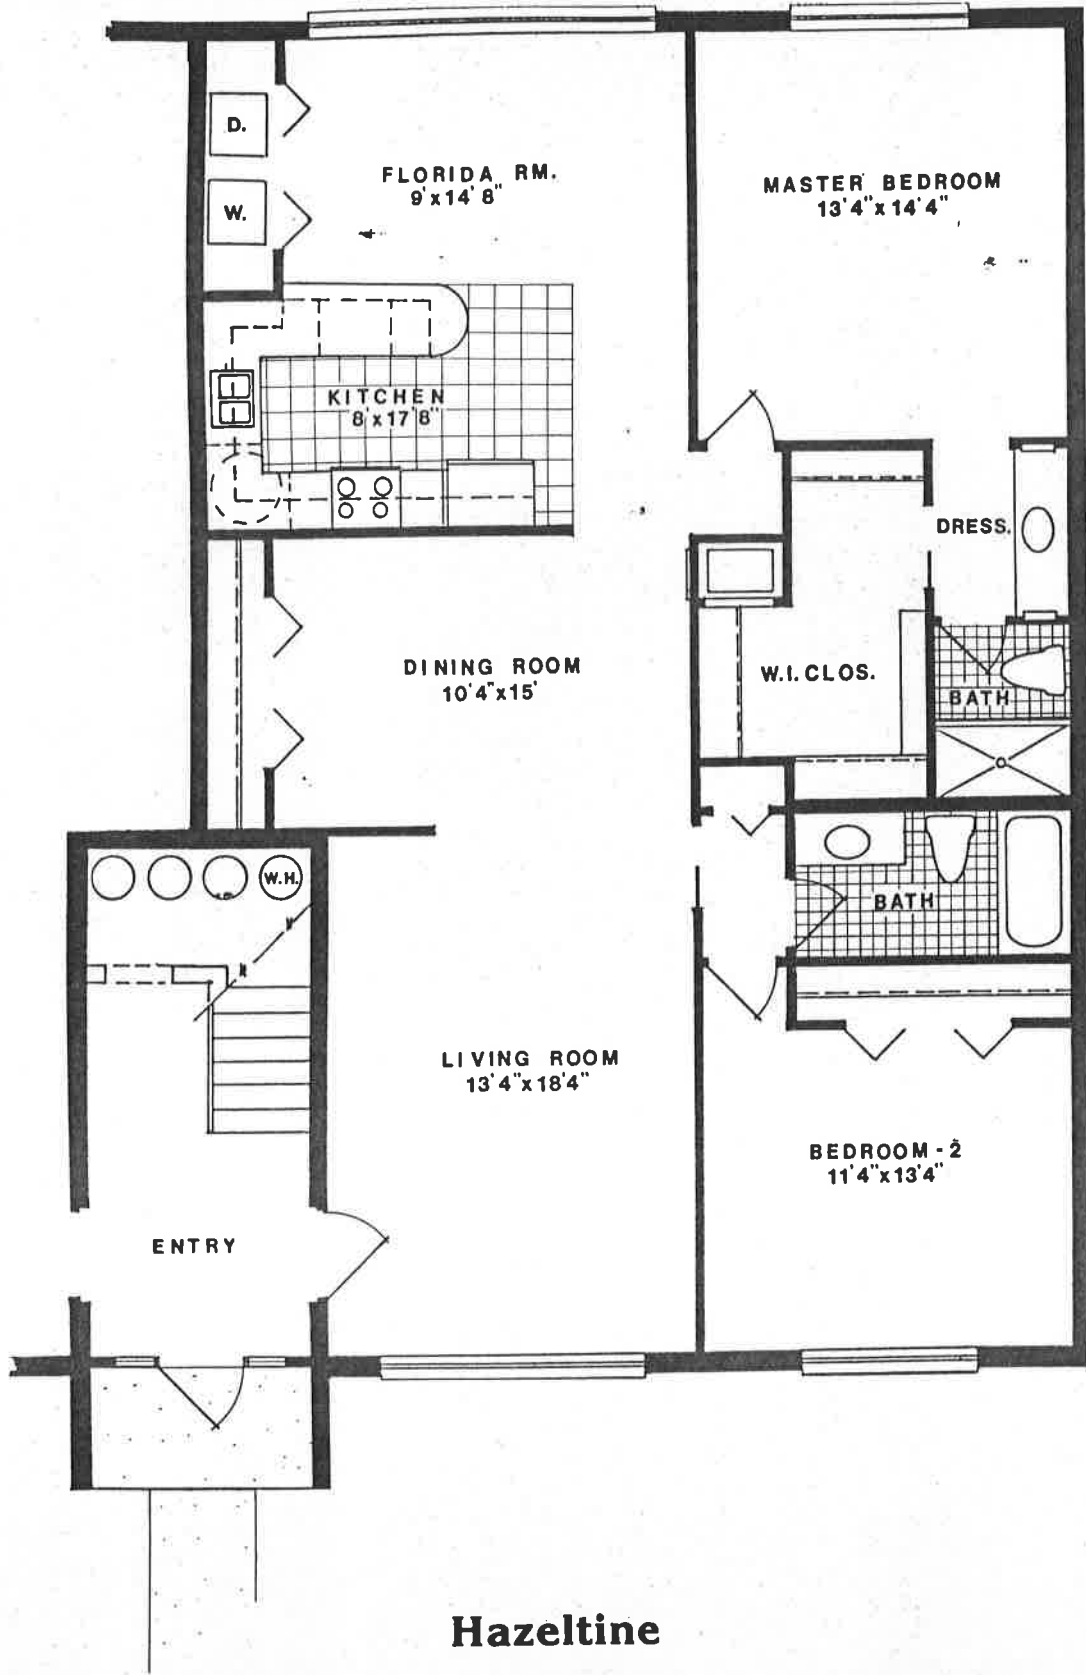 D.
W.
FLORIDA RM.
9'x14'8"
MASTER BEDROOM
13'4"x14'4"
KITCHEN
8'x17'8"
DRESS.
DINING ROOM
10'4"x15'
W.I.CLOS.
BATH
W.H.
BATH
LIVING ROOM
13'4"x18'4"
BEDROOM-2
11'4"x13'4"
ENTRY
Hazeltine